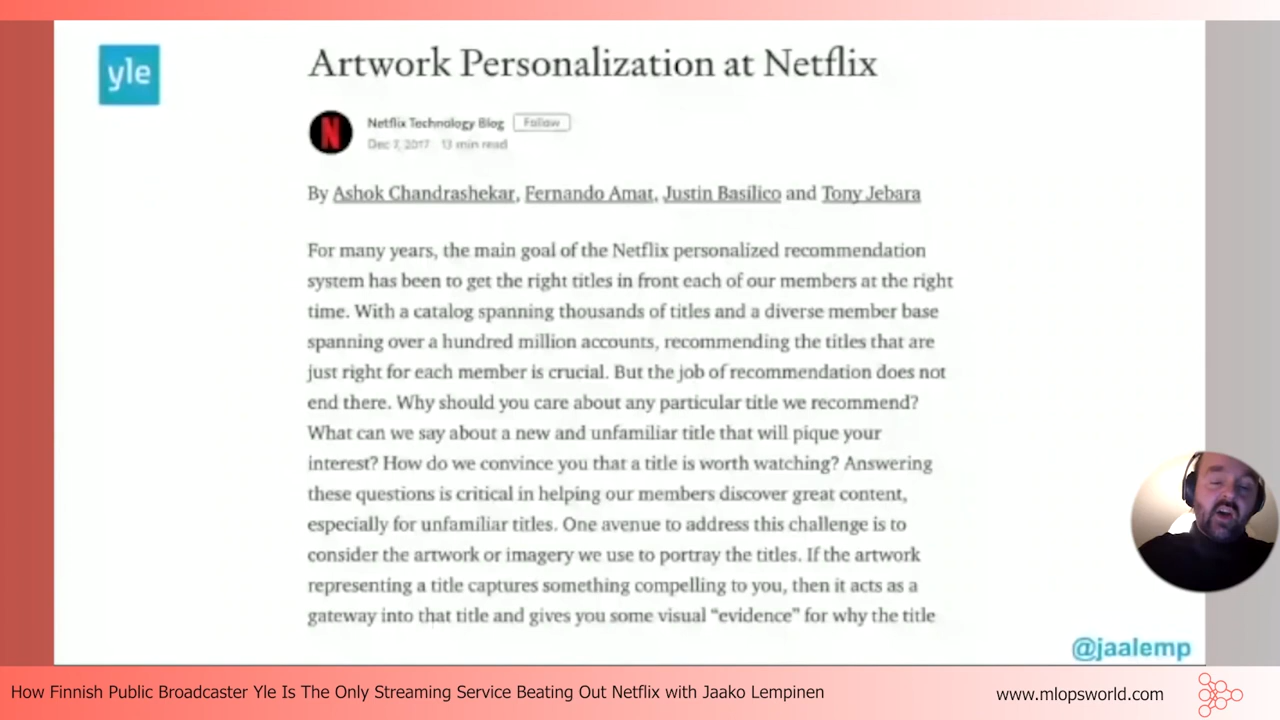 yle
Artwork Personalization at Netflix
N
Netflix Technology Blog Follow
Dec 7, 2017 · 13 min read
By Ashok Chandrashekar, Fernando Amat, Justin Basilico and Tony Jebara
For many years, the main goal of the Netflix personalized recommendation
system has been to get the right titles in front each of our members at the right
time. With a catalog spanning thousands of titles and a diverse member base
spanning over a hundred million accounts, recommending the titles that are
just right for each member is crucial. But the job of recommendation does not
end there. Why should you care about any particular title we recommend?
What can we say about a new and unfamiliar title that will pique your
interest? How do we convince you that a title is worth watching? Answering
these questions is critical in helping our members discover great content,
especially for unfamiliar titles. One avenue to address this challenge is to
consider the artwork or imagery we use to portray the titles. If the artwork
representing a title captures something compelling to you, then it acts as a
gateway into that title and gives you some visual “evidence” for why the title
@jaalemp
How Finnish Public Broadcaster Yle Is The Only Streaming Service Beating Out Netflix with Jaako Lempinen
www.mlopsworld.com